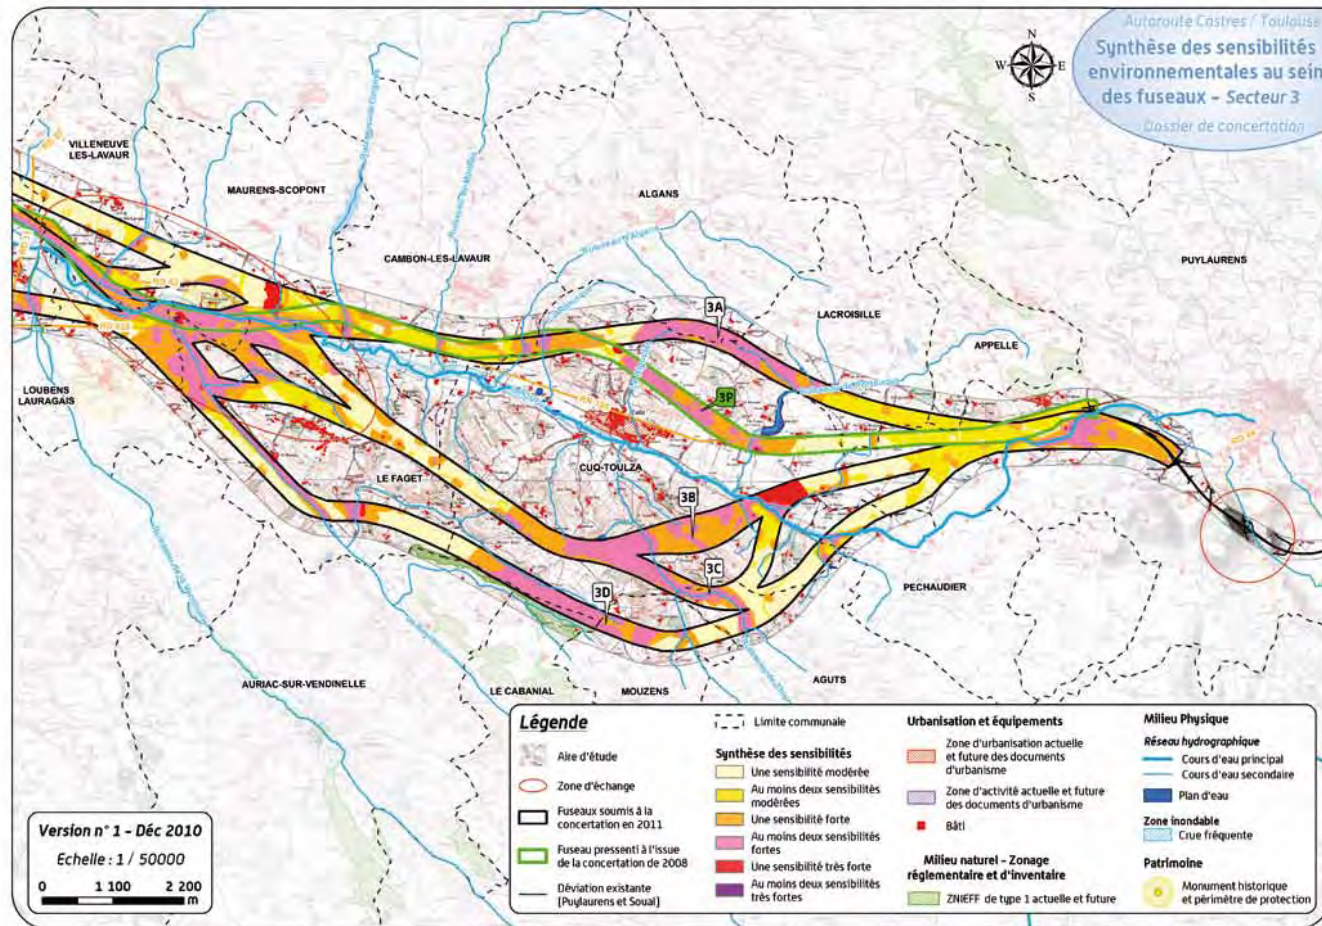 Autoroute Castres / Toulouse
Synthèse des sensibilités
environnementales au sein
des fuseaux - Secteur 3
Dossier de concertation
N
W
E
S
VILLENEUVE
LES-LAVAUR
MAURENS-SCOPONT
ALGANS
CAMBON-LES-LAVAUR
PUYLAURENS
3A
LACROISILLE
APPELLE
LOUBENS
LAURAGAIS
3P
CUQ-TOULZA
LE FAGET
3B
3C
3D
PECHAUDIER
AURIAC-SUR-VENDINELLE
LE CABANIAL
MOUZENS
AGUTS
Version n° 1 - Déc 2010
Echelle : 1 / 50000
0 1 100 2 200
m
Légende
Aire d'étude
Zone d'échange
Fuseaux soumis à la
concertation en 2011
Fuseau pressenti à l'issue
de la concertation de 2008
Déviation existante
(Puylaurens et Soual)
Limite communale
Synthèse des sensibilités
Une sensibilité modérée
Au moins deux sensibilités
modérées
Une sensibilité forte
Au moins deux sensibilités
fortes
Une sensibilité très forte
Au moins deux sensibilités
très fortes
Urbanisation et équipements
Zone d'urbanisation actuelle
et future des documents
d'urbanisme
Zone d'activité actuelle et future
des documents d'urbanisme
Bâti
Milieu naturel - Zonage
réglementaire et d'inventaire
ZNIEFF de type 1 actuelle et future
Milieu Physique
Réseau hydrographique
Cours d'eau principal
Cours d'eau secondaire
Plan d'eau
Zone inondable
Crue fréquente
Patrimoine
Monument historique
et périmètre de protection